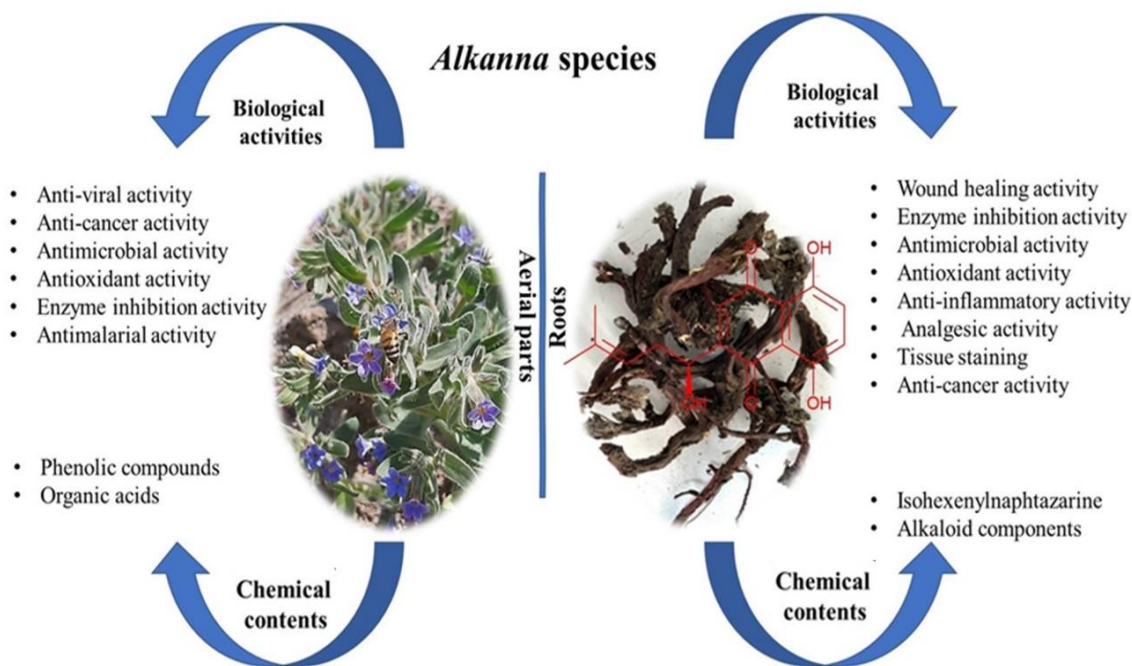 Alkanna species
Biological
activities
• Anti-viral activity
• Anti-cancer activity
• Antimicrobial activity
• Antioxidant activity
• Enzyme inhibition activity
• Antimalarial activity
• Phenolic compounds
• Organic acids
Chemical
contents
Aerial parts
Roots
Biological
activities
• Wound healing activity
• Enzyme inhibition activity
• Antimicrobial activity
• Antioxidant activity
• Anti-inflammatory activity
• Analgesic activity
• Tissue staining
• Anti-cancer activity
O
OH
OH
O
OH
• Isohexenylnaphtazarine
• Alkaloid components
Chemical
contents